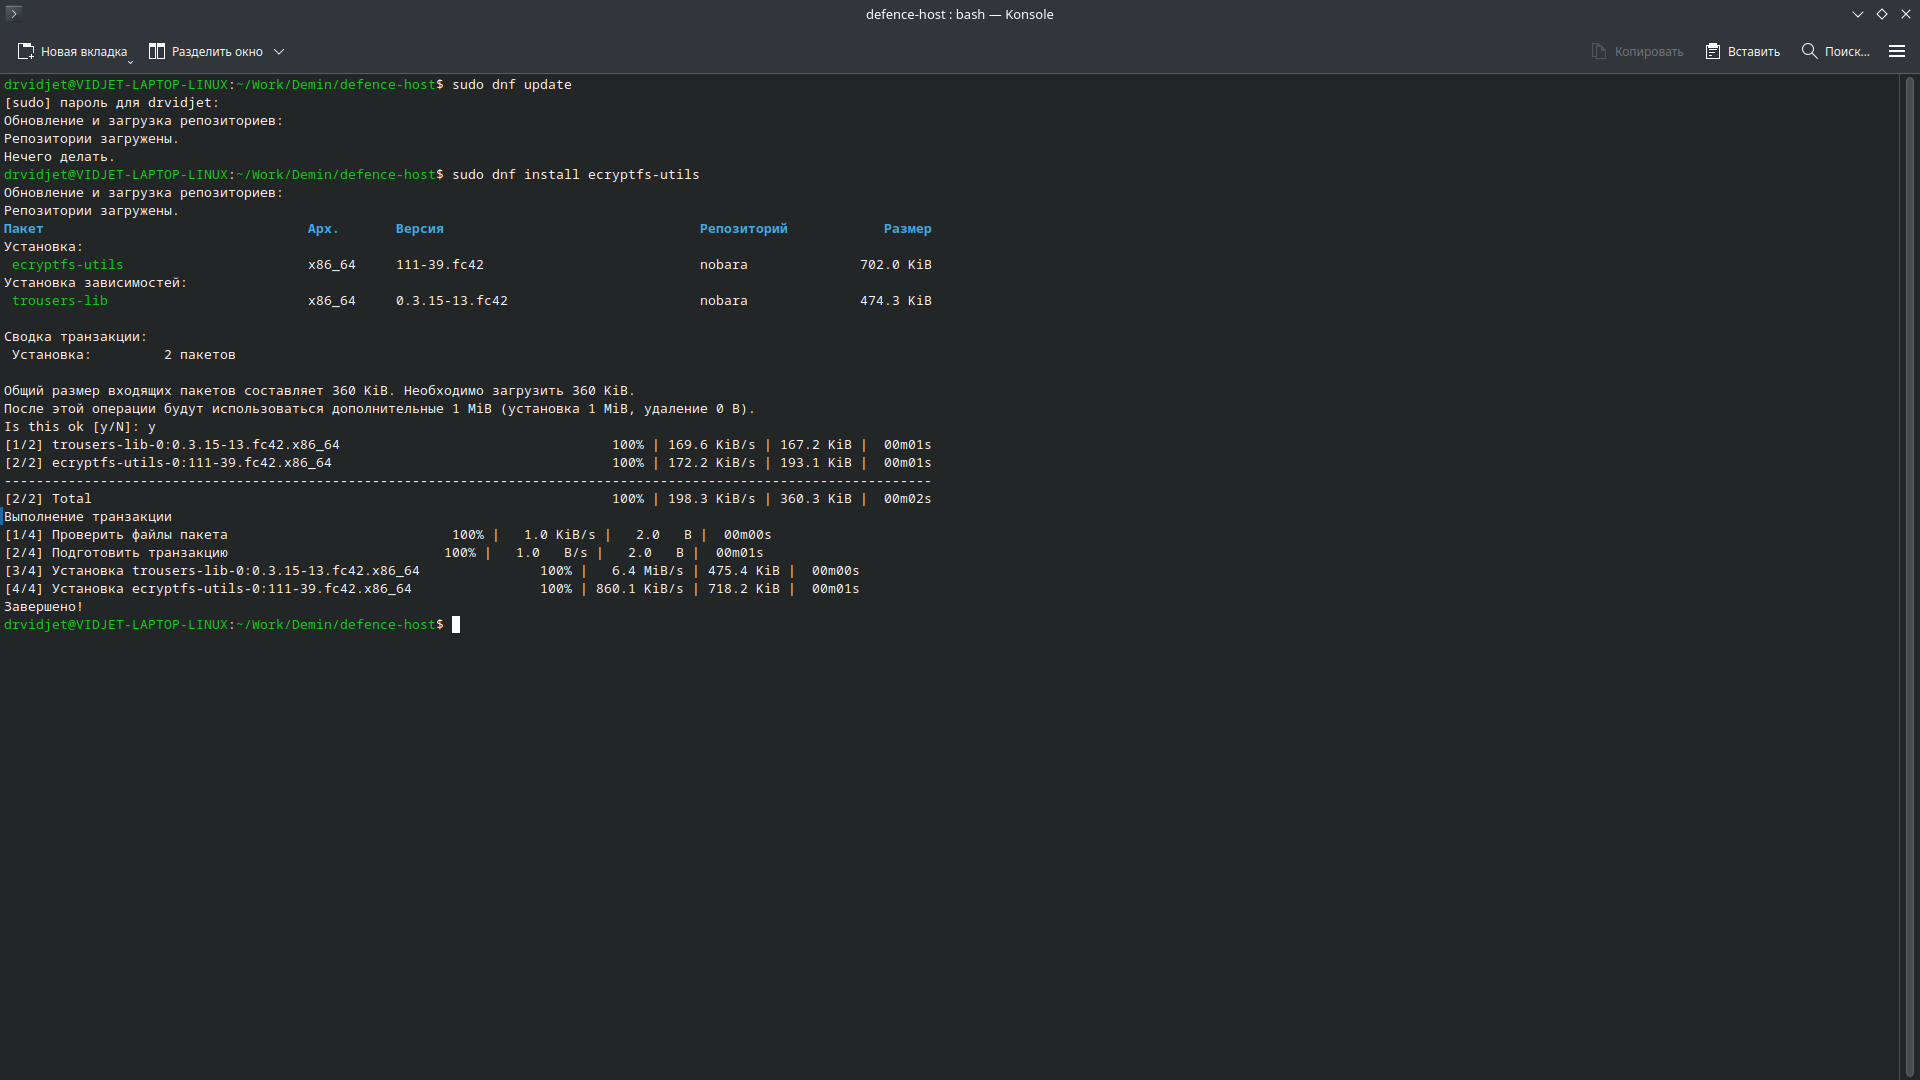 defence-host : bash — Konsole
Новая вкладка Разделить окно Копировать Вставить Поиск...
drvidjet@VIDJET-LAPTOP-LINUX:~/Work/Demin/defence-host$ sudo dnf update
[sudo] пароль для drvidjet:
Обновление и загрузка репозиториев:
Репозитории загружены.
Нечего делать.
drvidjet@VIDJET-LAPTOP-LINUX:~/Work/Demin/defence-host$ sudo dnf install ecryptfs-utils
Обновление и загрузка репозиториев:
Репозитории загружены.
Пакет Арх. Версия Репозиторий Размер
Установка:
ecryptfs-utils x86_64 111-39.fc42 nobara 702.0 KiB
Установка зависимостей:
trousers-lib x86_64 0.3.15-13.fc42 nobara 474.3 KiB
Сводка транзакции:
Установка: 2 пакетов
Общий размер входящих пакетов составляет 360 KiB. Необходимо загрузить 360 KiB.
После этой операции будут использоваться дополнительные 1 MiB (установка 1 MiB, удаление 0 B).
Is this ok [y/N]: y
[1/2] trousers-lib-0:0.3.15-13.fc42.x86_64 100% | 169.6 KiB/s | 167.2 KiB | 00m01s
[2/2] ecryptfs-utils-0:111-39.fc42.x86_64 100% | 172.2 KiB/s | 193.1 KiB | 00m01s
--------------------------------------------------------------------------------------------------------------------
[2/2] Total 100% | 198.3 KiB/s | 360.3 KiB | 00m02s
Выполнение транзакции
[1/4] Проверить файлы пакета 100% | 1.0 KiB/s | 2.0 B | 00m00s
[2/4] Подготовить транзакцию 100% | 1.0 B/s | 2.0 B | 00m01s
[3/4] Установка trousers-lib-0:0.3.15-13.fc42.x86_64 100% | 6.4 MiB/s | 475.4 KiB | 00m00s
[4/4] Установка ecryptfs-utils-0:111-39.fc42.x86_64 100% | 860.1 KiB/s | 718.2 KiB | 00m01s
Завершено!
drvidjet@VIDJET-LAPTOP-LINUX:~/Work/Demin/defence-host$